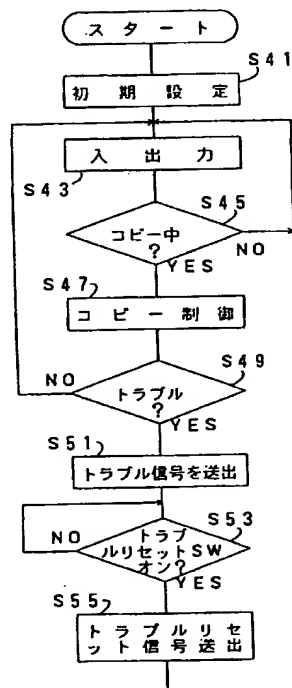 スタート
S41
初期設定
入出力
S43
S45
コピー中
?
NO
YES
S47
コピー制御
S49
NO
トラブル
?
YES
S51
トラブル信号を送出
S53
NO
トラブ
ルリセットSW
オン?
YES
S55
トラブルリセ
ット信号送出